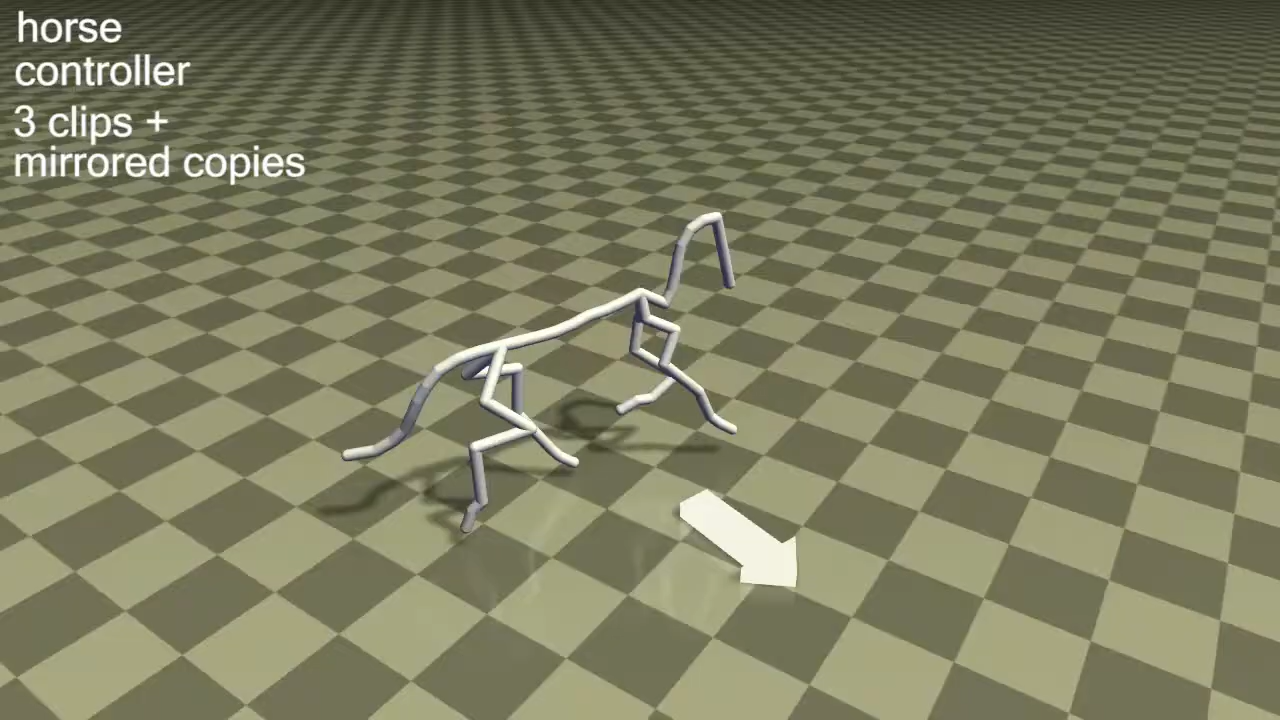 horse
controller
3 clips +
mirrored copies